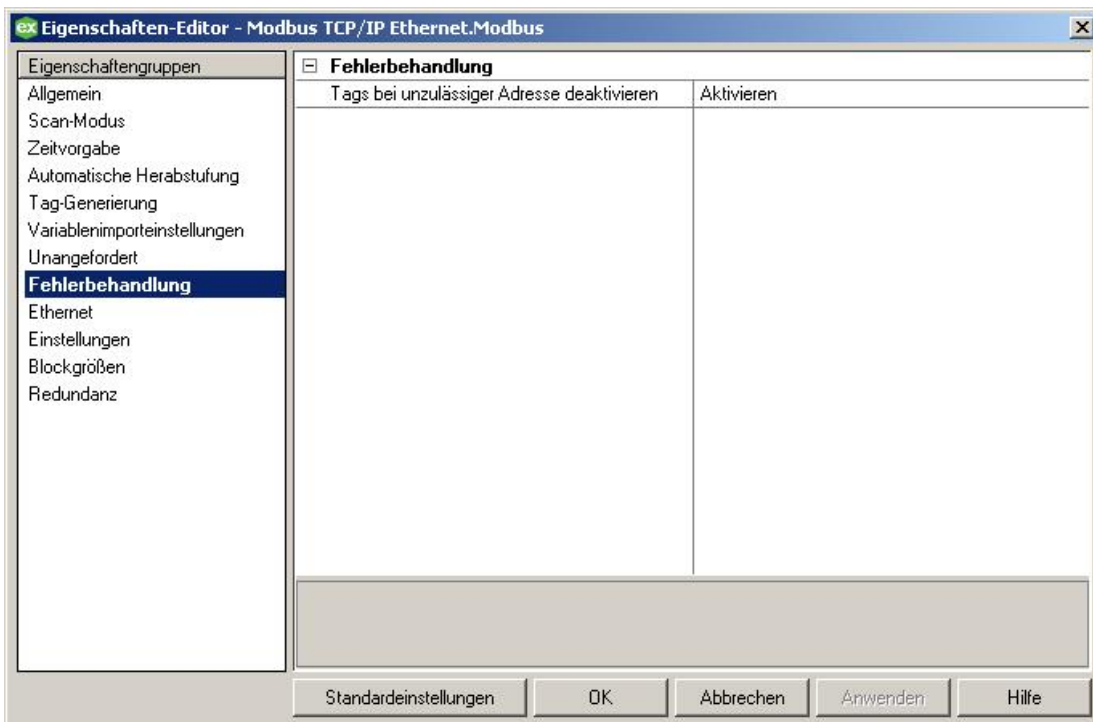 ex Eigenschaften-Editor - Modbus TCP/IP Ethernet.Modbus
Eigenschaftengruppen
Allgemein
Scan-Modus
Zeitvorgabe
Automatische Herabstufung
Tag-Generierung
Variablenimporteinstellungen
Unangefordert
Fehlerbehandlung
Ethernet
Einstellungen
Blockgrößen
Redundanz
Fehlerbehandlung
Tags bei unzulässiger Adresse deaktivieren Aktivieren
Standardeinstellungen OK Abbrechen Anwenden Hilfe